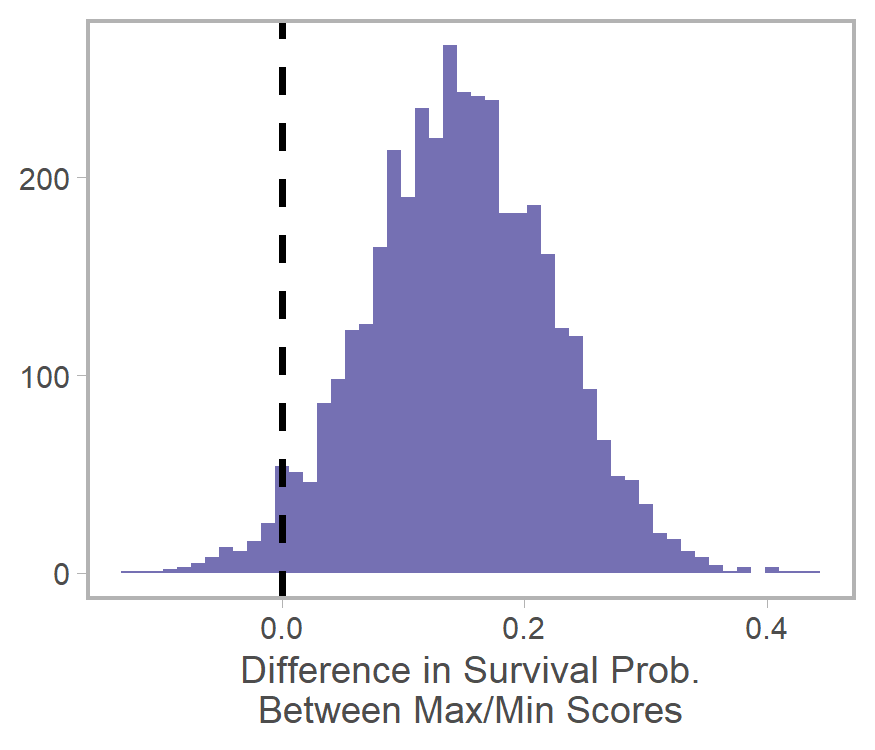 200
100
0
0.0 0.2 0.4
Difference in Survival Prob.
Between Max/Min Scores